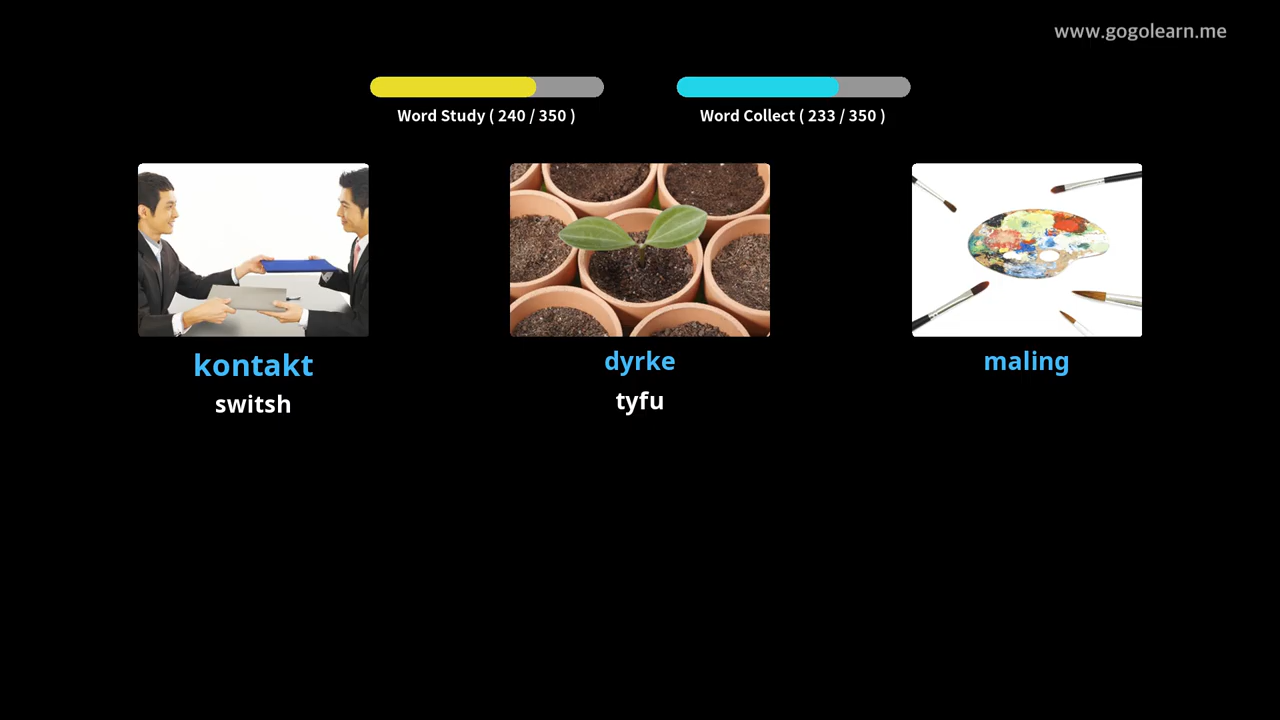 www.gogolearn.me
Word Study ( 240 / 350 )
Word Collect ( 233 / 350 )
kontakt
switsh
dyrke
tyfu
maling